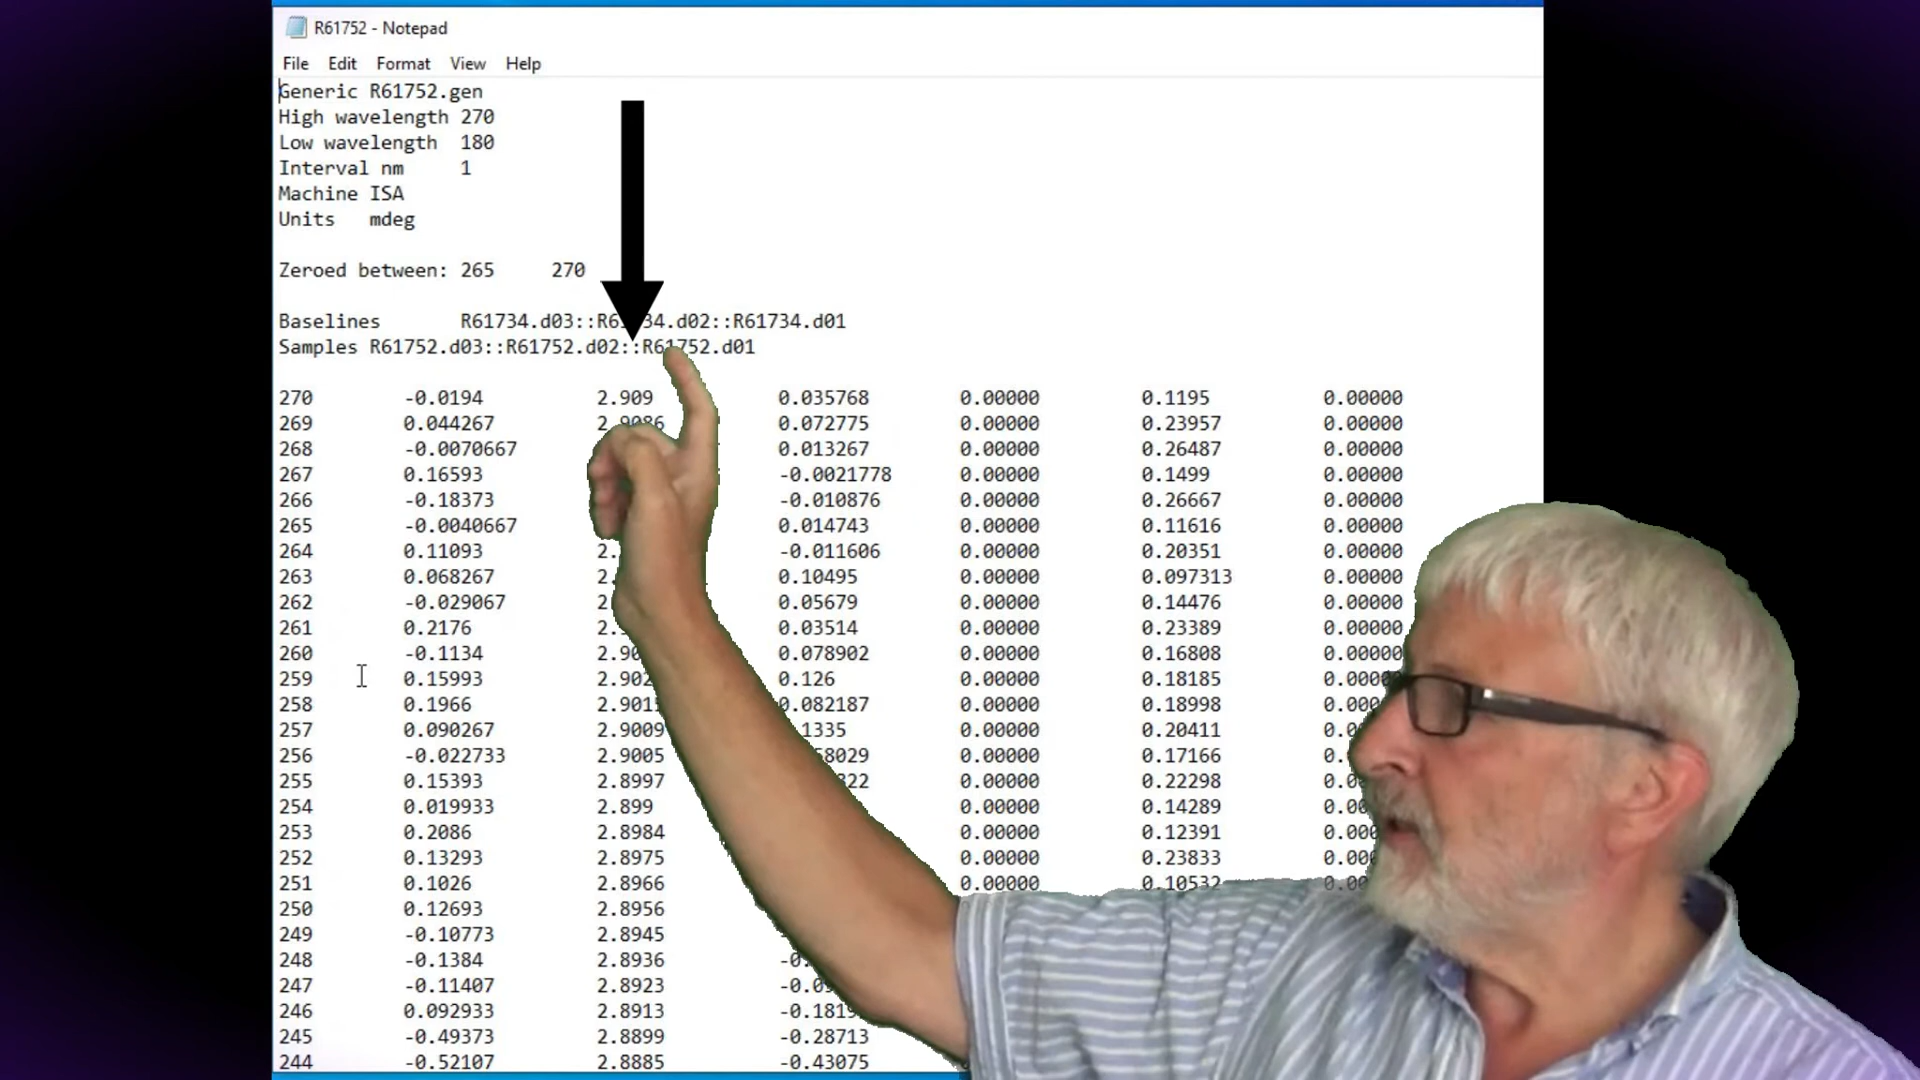 R61752 - Notepad
File Edit Format View Help
Generic R61752.gen
High wavelength 270
Low wavelength 180
Interval nm 1
Machine ISA
Units mdeg
Zeroed between: 265 270
Baselines R61734.d03::R61734.d02::R61734.d01
Samples R61752.d03::R61752.d02::R61752.d01
270 -0.0194 2.909 0.035768 0.00000 0.1195 0.00000
269 0.044267 2.9086 0.072775 0.00000 0.23957 0.00000
268 -0.0070667 0.013267 0.00000 0.26487 0.00000
267 0.16593 -0.0021778 0.00000 0.1499 0.00000
266 -0.18373 -0.010876 0.00000 0.26667 0.00000
265 -0.0040667 0.014743 0.00000 0.11616 0.00000
264 0.11093 -0.011606 0.00000 0.20351 0.00000
263 0.068267 0.10495 0.00000 0.097313 0.00000
262 -0.029067 0.05679 0.00000 0.14476 0.00000
261 0.2176 0.03514 0.00000 0.23389 0.00000
260 -0.1134 0.078902 0.00000 0.16808 0.00000
259 0.15993 0.126 0.00000 0.18185
258 0.1966 0.082187 0.00000 0.18998
257 0.090267 2.9009 0.00000 0.20411
256 -0.022733 2.9005 0.00000 0.17166
255 0.15393 2.8997 0.00000 0.22298
254 0.019933 2.899 0.00000 0.14289
253 0.2086 2.8984 0.00000 0.12391
252 0.13293 2.8975 0.00000 0.23833
251 0.1026 2.8966 0.00000 0.10532
250 0.12693 2.8956
249 -0.10773 2.8945
248 -0.1384 2.8936
247 -0.11407 2.8923
246 0.092933 2.8913
245 -0.49373 2.8899 -0.28713
244 -0.52107 2.8885 -0.43075